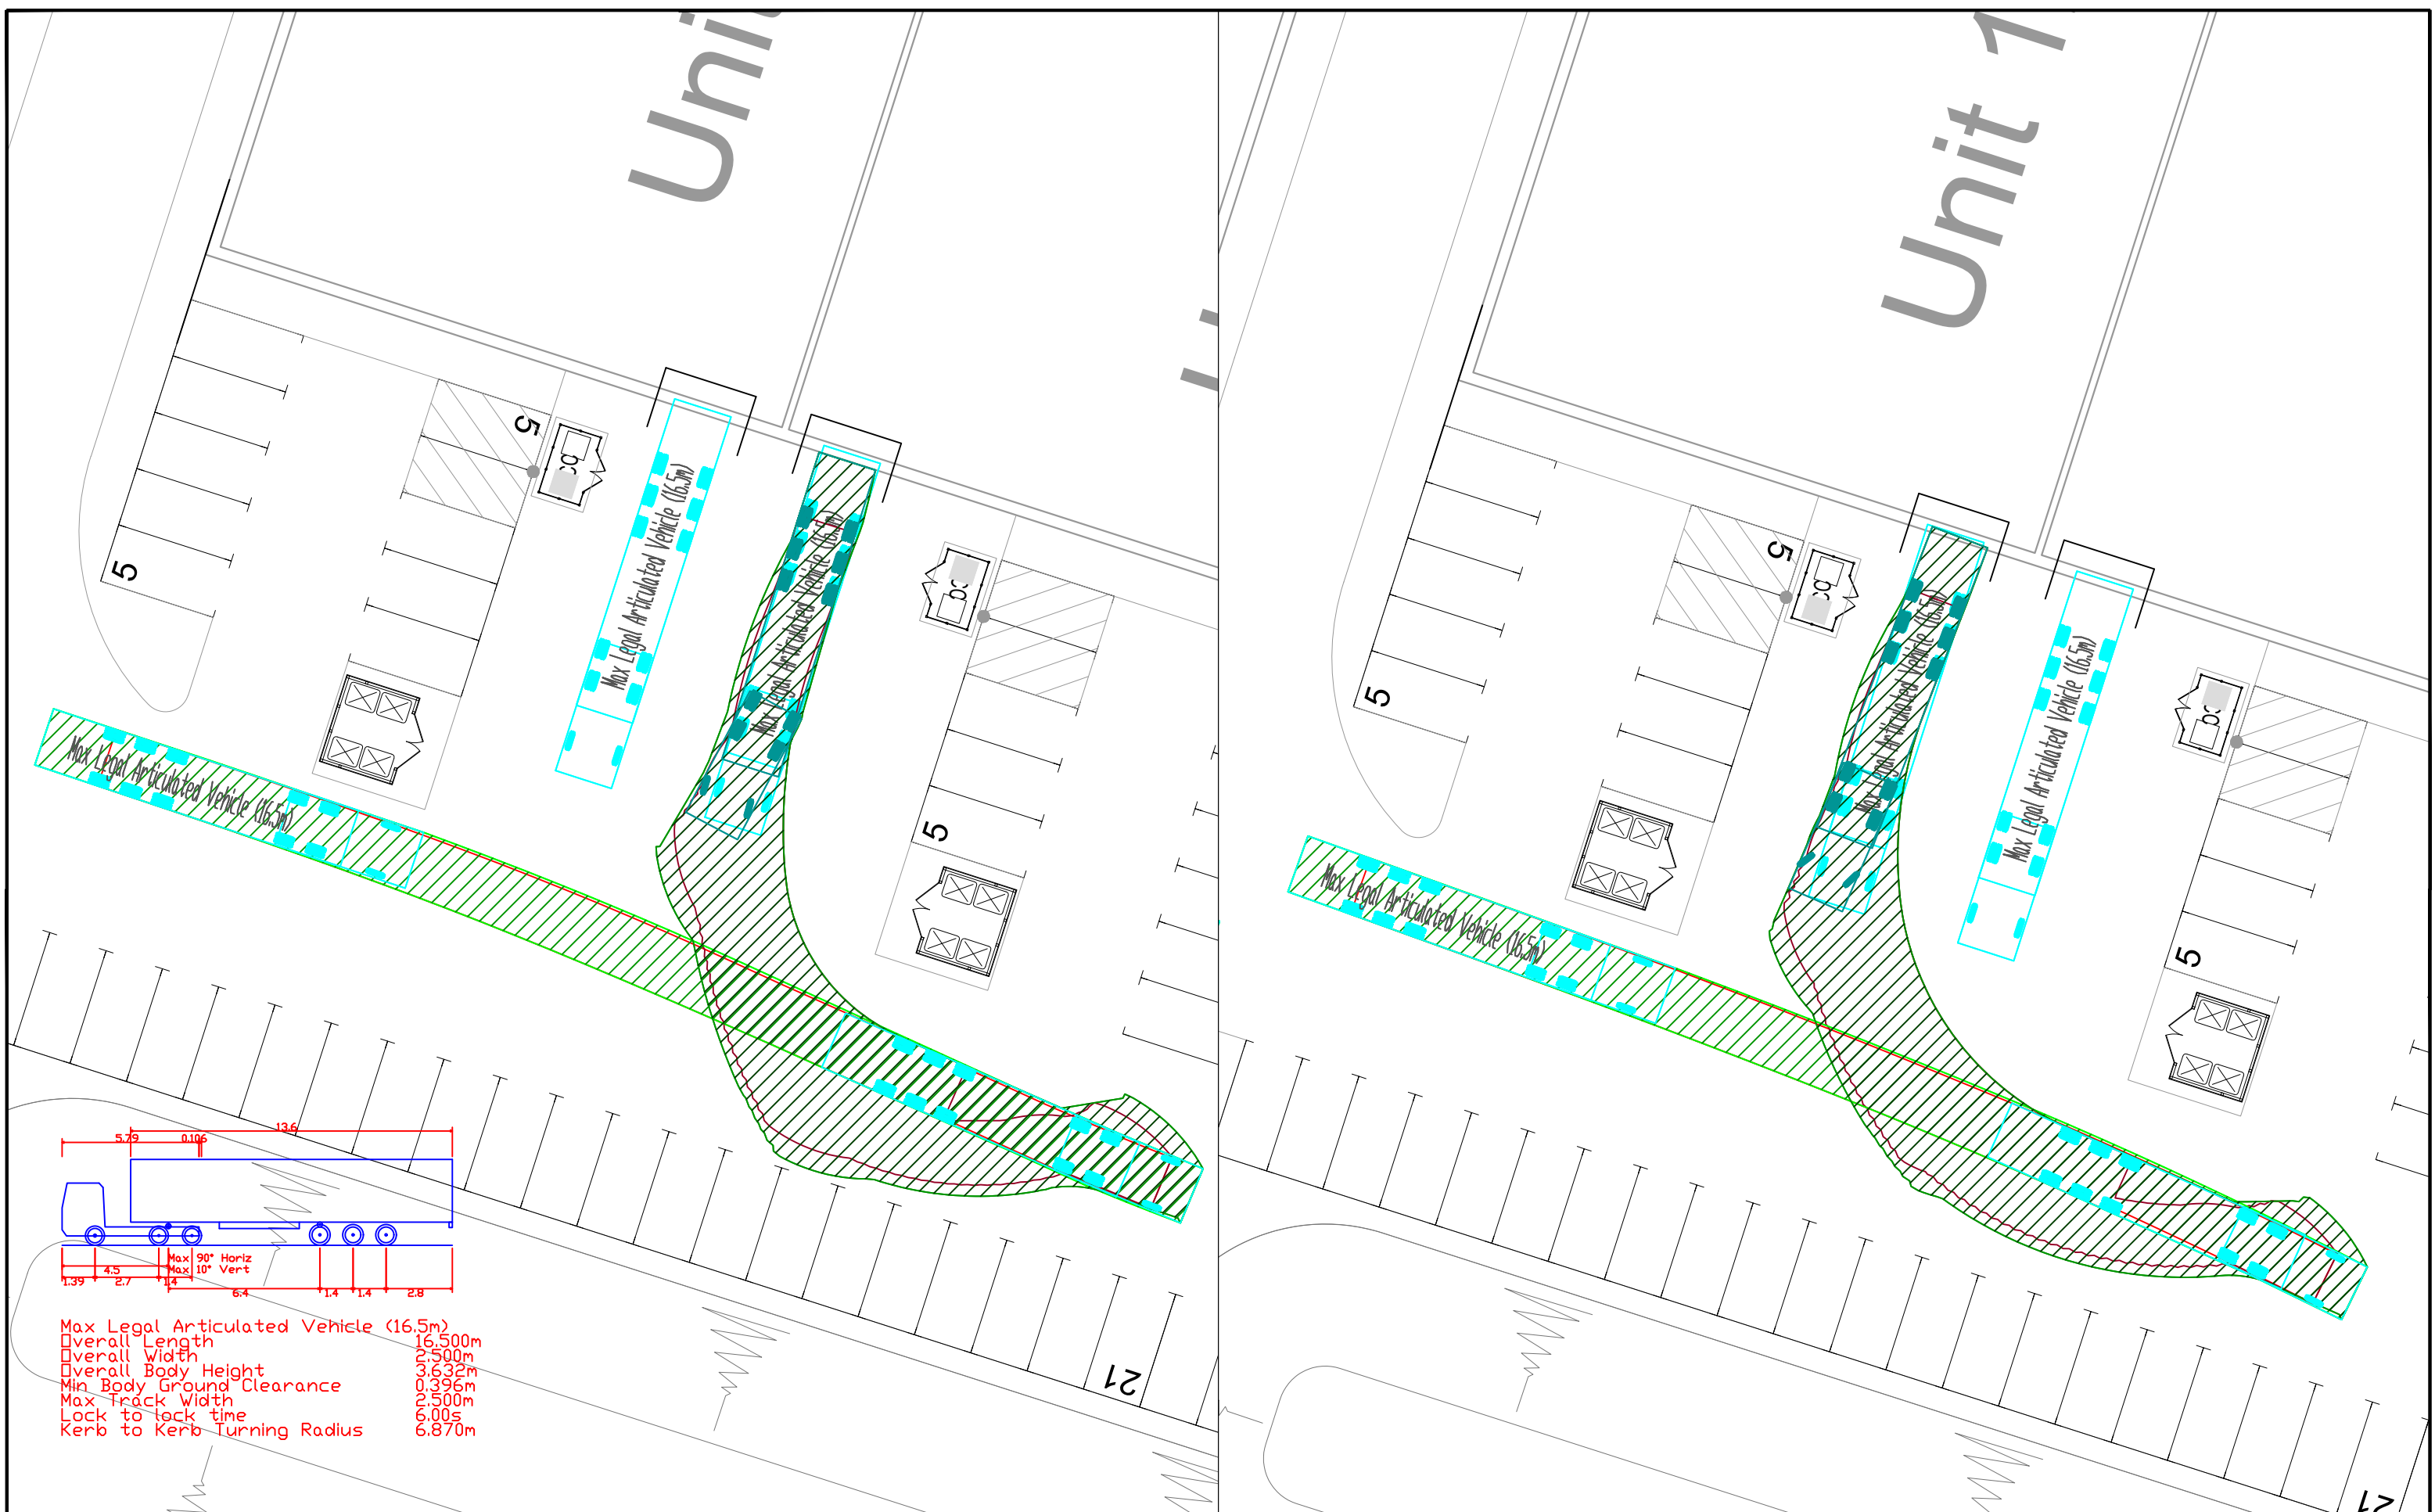 Unit
Unit 1
5
5
5
5
5
5
Max Legal Articulated Vehicle (16.5m)
Max Legal Articulated Vehicle (16.5m)
Max Legal Articulated Vehicle (16.5m)
Max Legal Articulated Vehicle (16.5m)
Max Legal Articulated Vehicle (16.5m)
Max Legal Articulated Vehicle (16.5m)
21
21
13.6
5.79
0.106
Max 90° Horiz
Max 10° Vert
4.5
1.39
2.7
1.4
6.4
1.4
1.4
2.8
Max Legal Articulated Vehicle (16.5m)
Overall Length 16.500m
Overall Width 2.500m
Overall Body Height 3.632m
Min Body Ground Clearance 0.396m
Max Track Width 2.500m
Lock to lock time 6.00s
Kerb to Kerb Turning Radius 6.870m